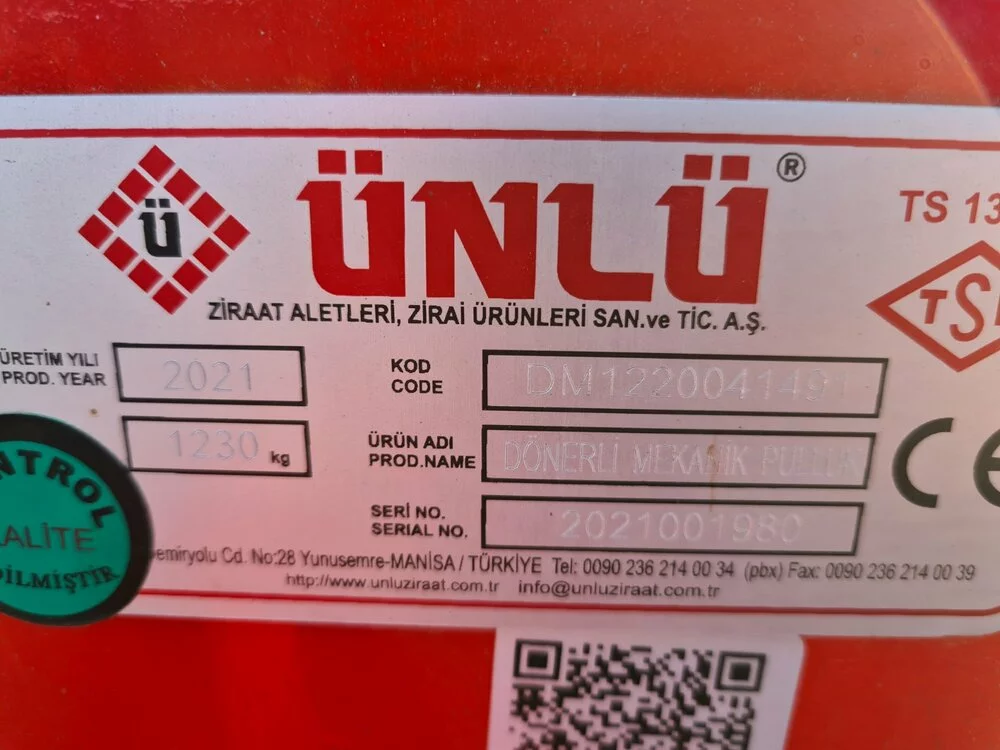 Ü
ÜNLÜ®
ZİRAAT ALETLERİ, ZİRAİ ÜRÜNLERİ SAN.ve TİC. A.Ş.
TS 13
TS
ÜRETİM YILI
PROD. YEAR
2021
KOD
CODE
DM1220041491
1230 kg
ÜRÜN ADI
PROD.NAME
DÖNERLİ MEKANİK PULLUK
CE
SERİ NO.
SERIAL NO.
2021001980
NTROL
ALİTE
DİLMİŞTİR
emiryolu Cd. No:28 Yunusemre-MANİSA / TÜRKİYE Tel: 0090 236 214 00 34 (pbx) Fax: 0090 236 214 00 39
http://www.unluziraat.com.tr info@unluziraat.com.tr